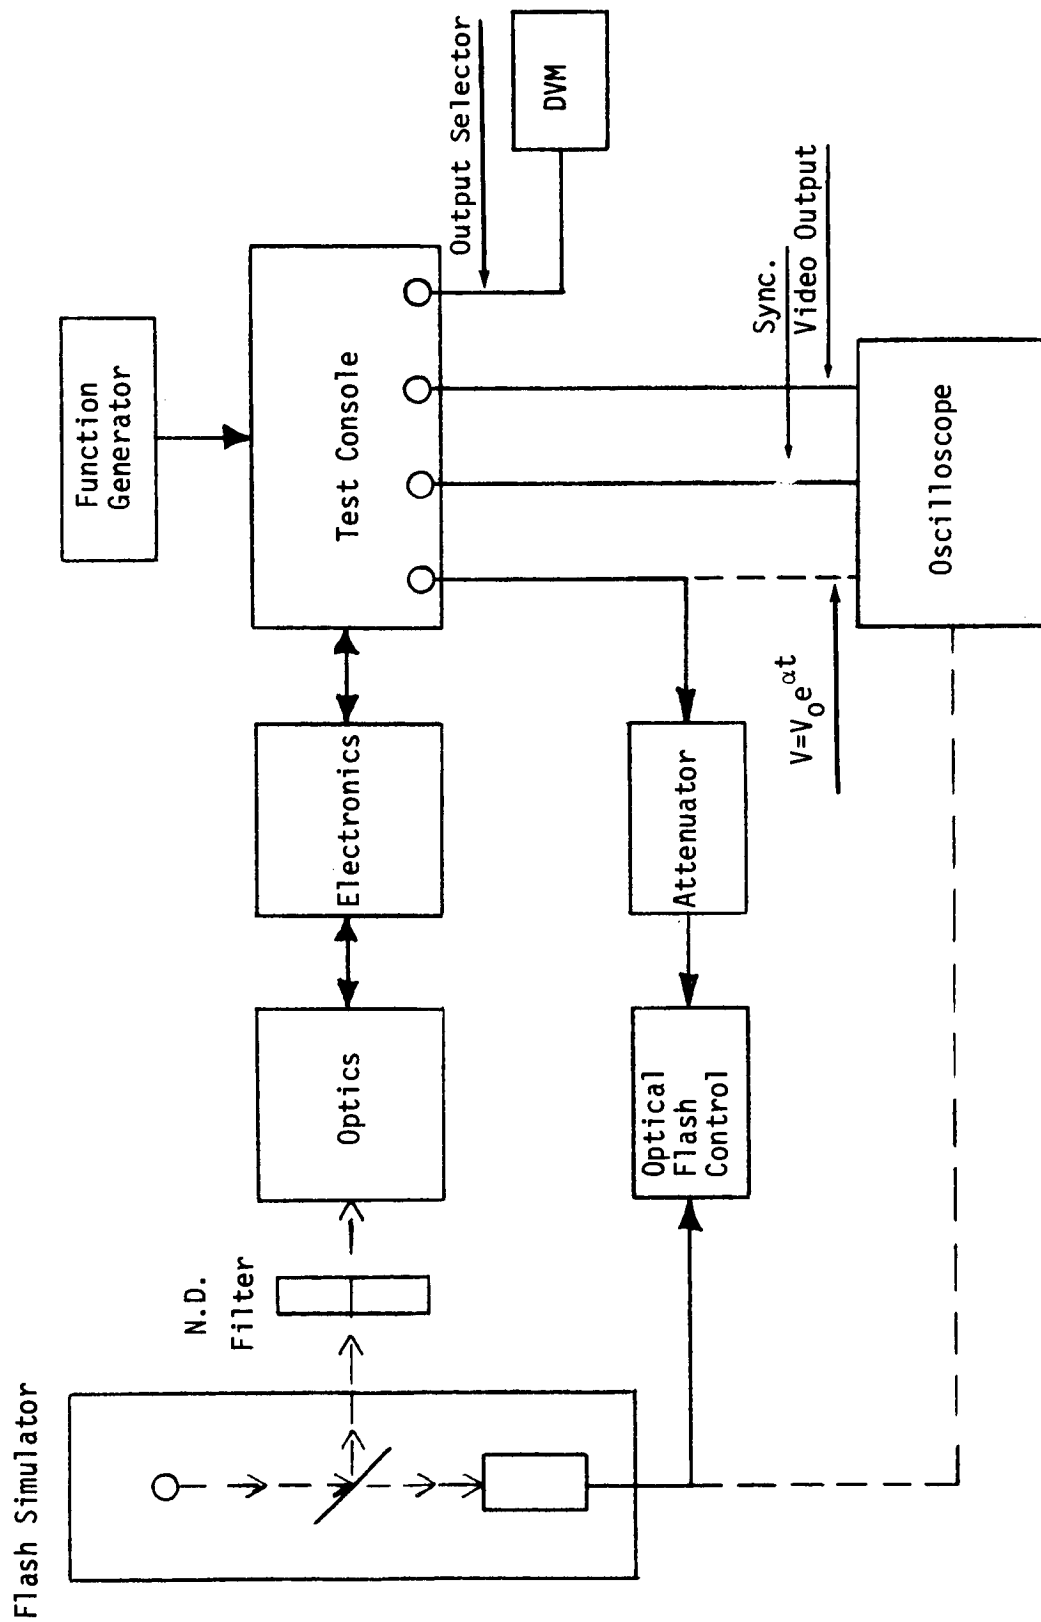 Flash Simulator
N.D.
Filter
Optics
Electronics
Test Console
Function
Generator
Output Selector
DVM
Optical
Flash
Control
Attenuator
V=V₀e^αt
Sync.
Video Output
Oscilloscope